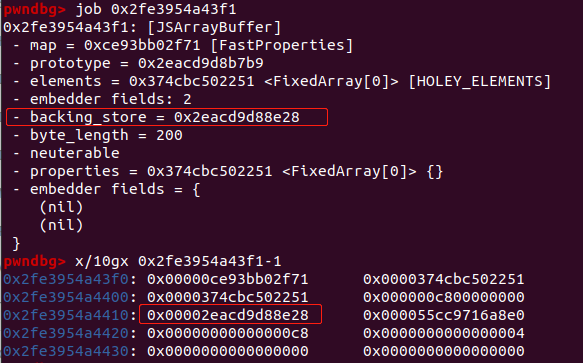 pwndbg> job 0x2fe3954a43f1
0x2fe3954a43f1: [JSArrayBuffer]
- map = 0xce93bb02f71 [FastProperties]
- prototype = 0x2eacd9d8b7b9
- elements = 0x374cbc502251 <FixedArray[0]> [HOLEY_ELEMENTS]
- embedder fields: 2
- backing_store = 0x2eacd9d88e28
- byte_length = 200
- neuterable
- properties = 0x374cbc502251 <FixedArray[0]> {}
- embedder fields = {
(nil)
(nil)
}
pwndbg> x/10gx 0x2fe3954a43f1-1
0x2fe3954a43f0: 0x00000ce93bb02f71 0x0000374cbc502251
0x2fe3954a4400: 0x0000374cbc502251 0x000000c800000000
0x2fe3954a4410: 0x00002eacd9d88e28 0x000055cc9716a8e0
0x2fe3954a4420: 0x00000000000000c8 0x0000000000000004
0x2fe3954a4430: 0x0000000000000000 0x0000000000000000